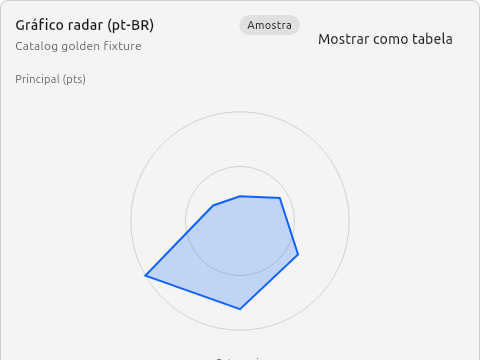 Gráfico radar (pt-BR)
Amostra
Catalog golden fixture
Mostrar como tabela
Principal (pts)